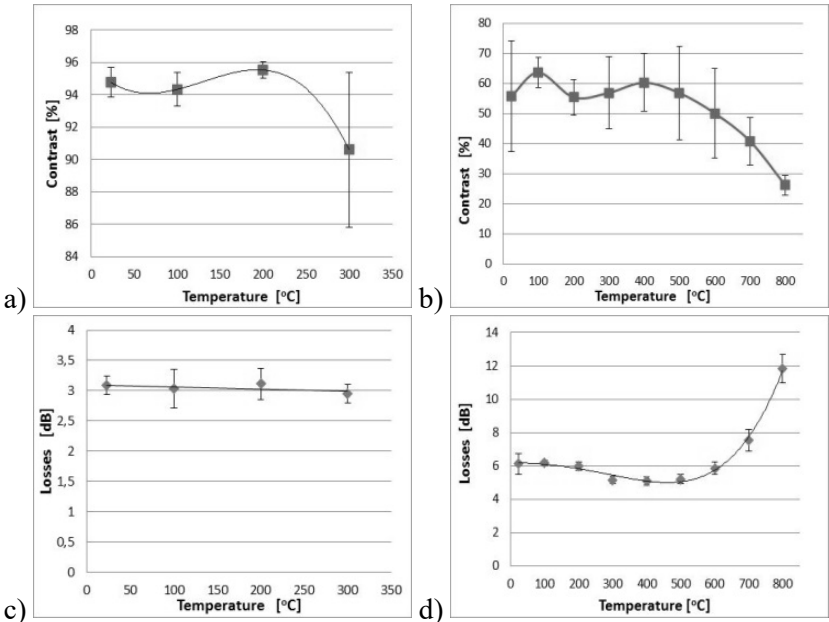 98
96
94
92
90
88
86
84
0 50 100 150 200 250 300 350
Contrast [%]
Temperature [°C]
a)
80
70
60
50
40
30
20
10
0
0 100 200 300 400 500 600 700 800
Contrast [%]
Temperature [°C]
b)
4
3,5
3
2,5
2
1,5
1
0,5
0
0 50 100 150 200 250 300 350
Losses [dB]
Temperature [°C]
c)
14
12
10
8
6
4
2
0
0 100 200 300 400 500 600 700 800
Losses [dB]
Temperature [°C]
d)